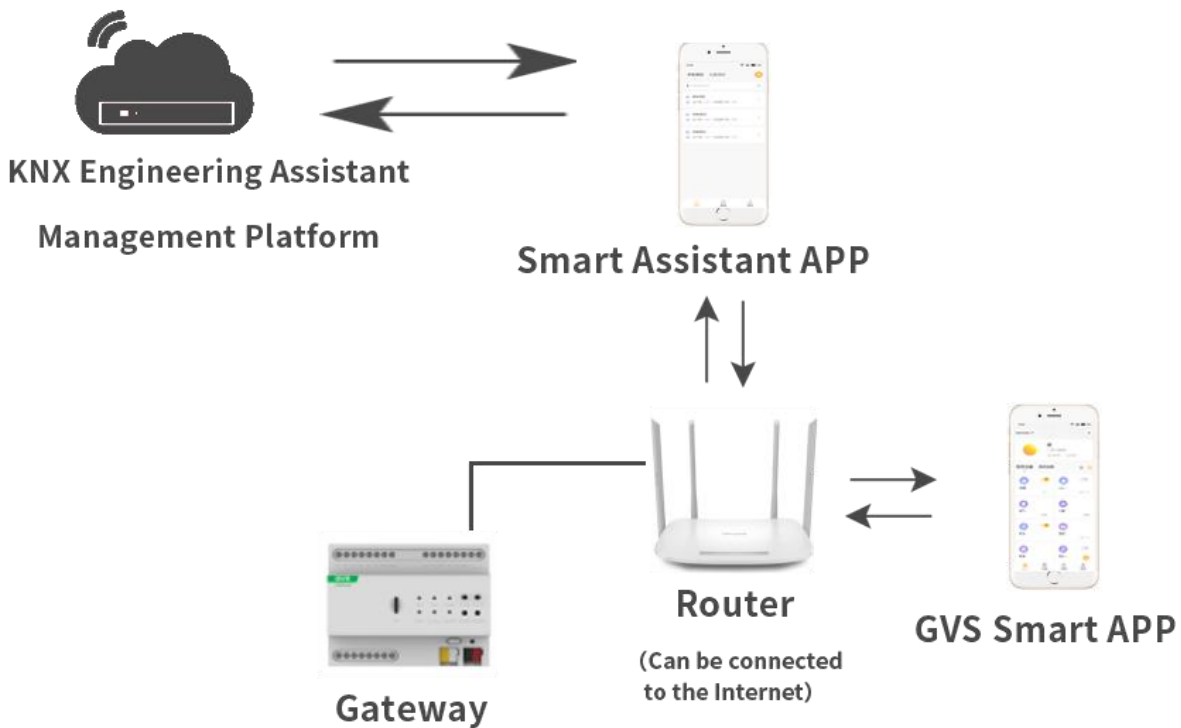 KNX Engineering Assistant
Management Platform
Smart Assistant APP
GVS
Router
(Can be connected
to the Internet)
GVS Smart APP
Gateway